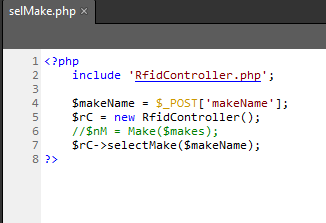 selMake.php ×
1 <?php
2 include 'RfidController.php';
3
4 $makeName = $_POST['makeName'];
5 $rC = new RfidController();
6 //$nM = Make($makes);
7 $rC->selectMake($makeName);
8 ?>